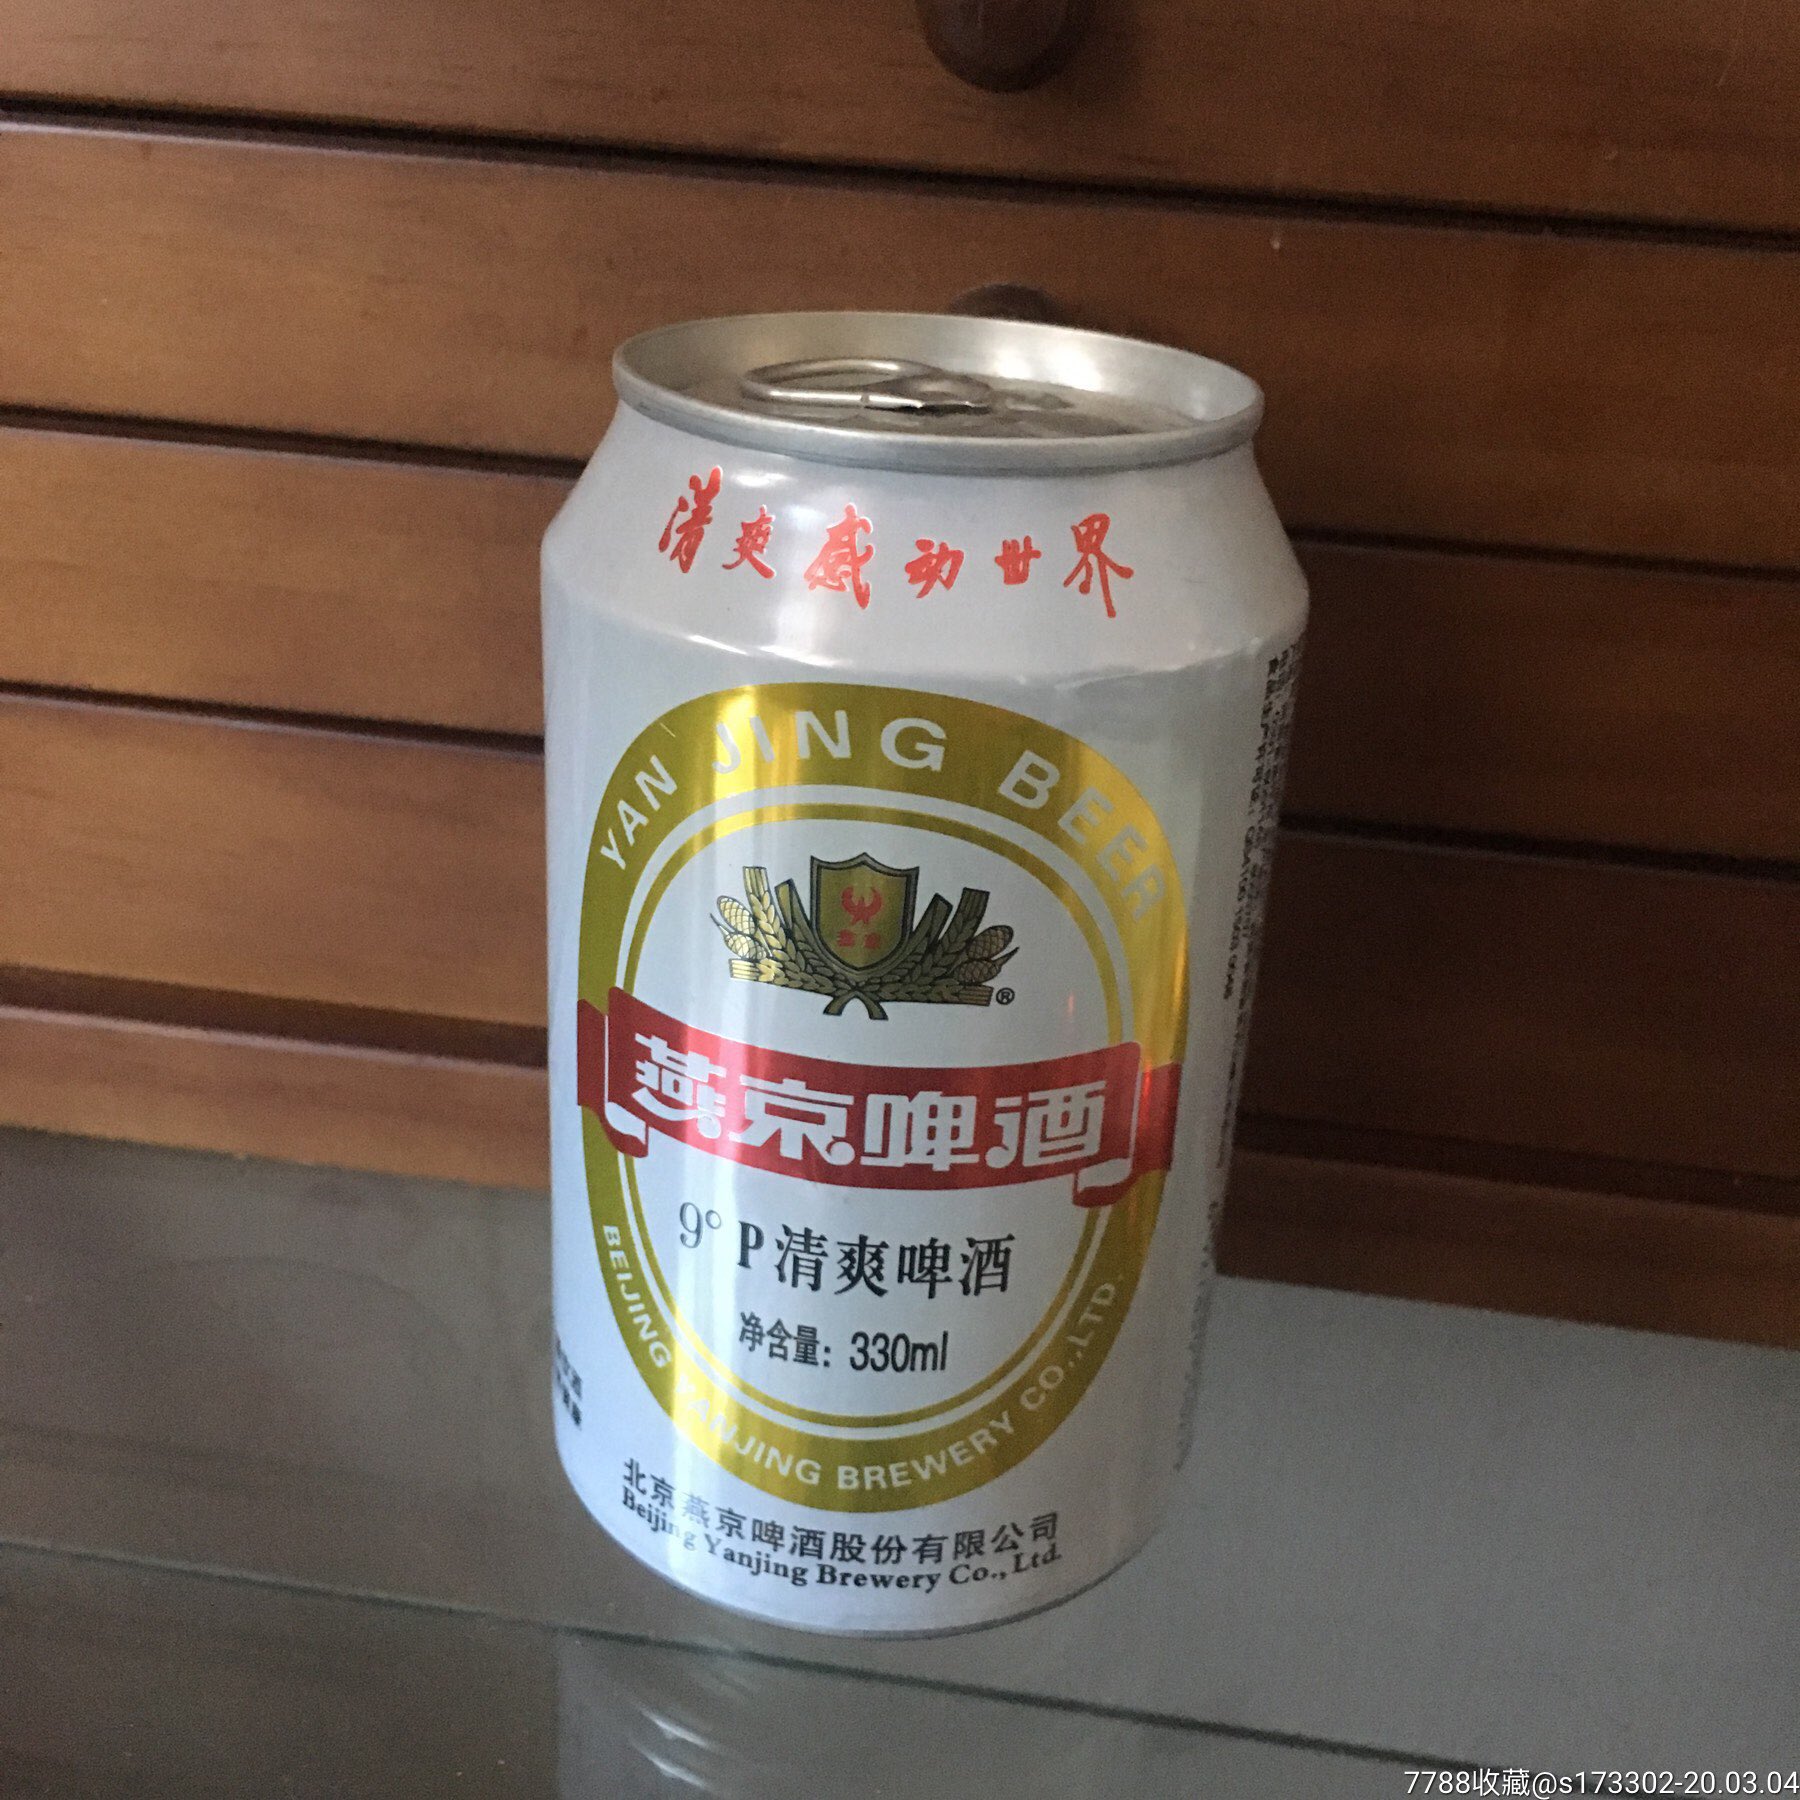 清爽感动世界
YAN JING BEER
燕京
®
燕京啤酒
9° P清爽啤酒
净含量：330ml
BEIJING YANJING BREWERY CO.,LTD.
北京燕京啤酒股份有限公司
Beijing Yanjing Brewery Co., Ltd.
7788收藏@s173302-20.03.04